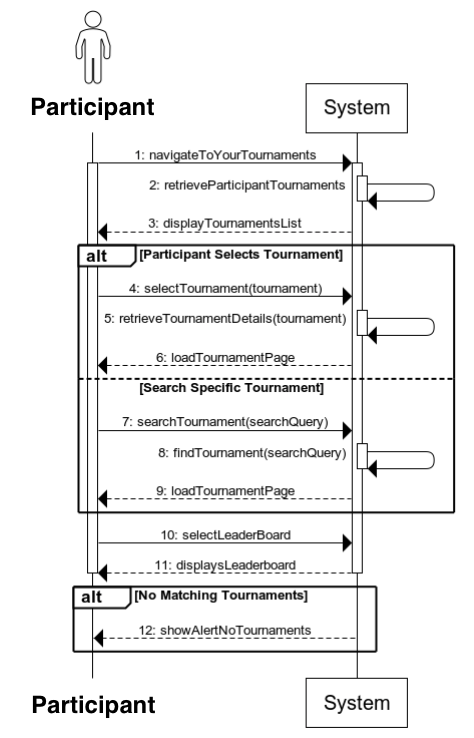 Participant
System
1: navigateToYourTournaments
2: retrieveParticipantTournaments
3: displayTournamentsList
alt [Participant Selects Tournament]
4: selectTournament(tournament)
5: retrieveTournamentDetails(tournament)
6: loadTournamentPage
[Search Specific Tournament]
7: searchTournament(searchQuery)
8: findTournament(searchQuery)
9: loadTournamentPage
10: selectLeaderBoard
11: displaysLeaderboard
alt [No Matching Tournaments]
12: showAlertNoTournaments
Participant
System